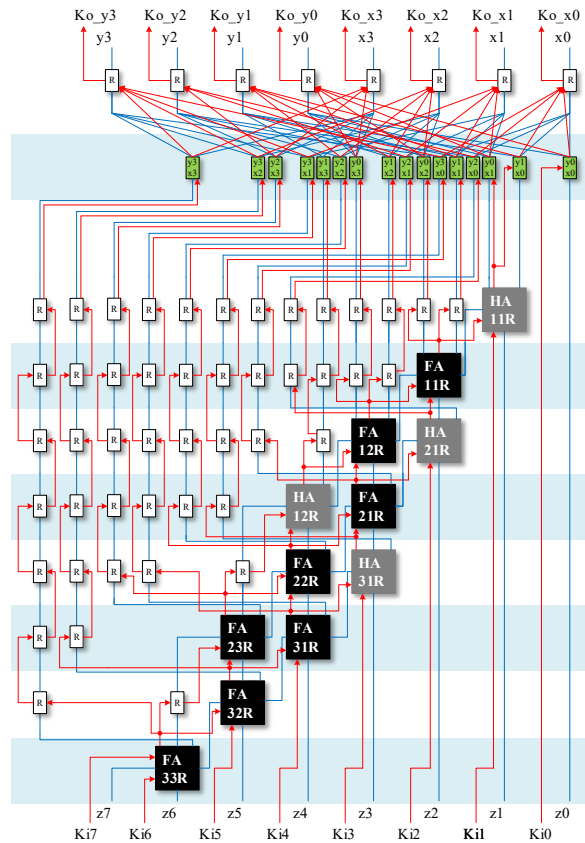 Ko_y3 Ko_y2 Ko_y1 Ko_y0 Ko_x3 Ko_x2 Ko_x1 Ko_x0
y3 y2 y1 y0 x3 x2 x1 x0
R R R R R R R R
y3 y3 y2 y3 y1 y2 y0 y1 y2 y0 y3 y1 y2 y0 y1 y0
x3 x2 x3 x1 x3 x2 x3 x2 x1 x2 x0 x1 x0 x1 x0 x0
R R R R R R R R R R R R R HA
11R
R R R R R R R R R R R FA
11R
R R R R R R R R FA HA
12R 21R
R R R R R R HA FA
12R 21R
R R R R R FA HA
22R 31R
R R FA FA
23R 31R
R R FA
32R
FA
33R
z7 z6 z5 z4 z3 z2 z1 z0
Ki7 Ki6 Ki5 Ki4 Ki3 Ki2 Ki1 Ki0